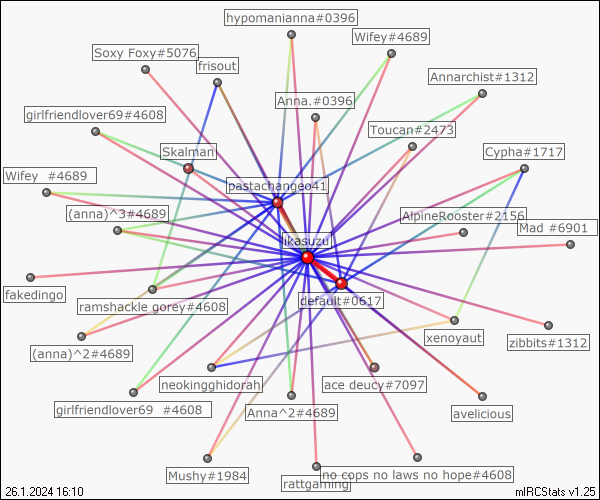 hypomanianna#0396
Wifey#4689
Soxy Foxy#5076
frisout
Annarchist#1312
Anna.#0396
girlfriendlover69#4608
Toucan#2473
Skalman
Cypha#1717
Wifey  #4689
pastachangeo41
(anna)^3#4689
AlpineRooster#2156
Mad #6901
ikasuzu
fakedingo
ramshackle gorey#4608
default#0617
xenoyaut
zibbits#1312
(anna)^2#4689
neokingghidorah
ace deucy#7097
girlfriendlover69  #4608
Anna^2#4689
avelicious
Mushy#1984
no cops no laws no hope#4608
rattgaming
26.1.2024 16:10
mIRCStats v1.25